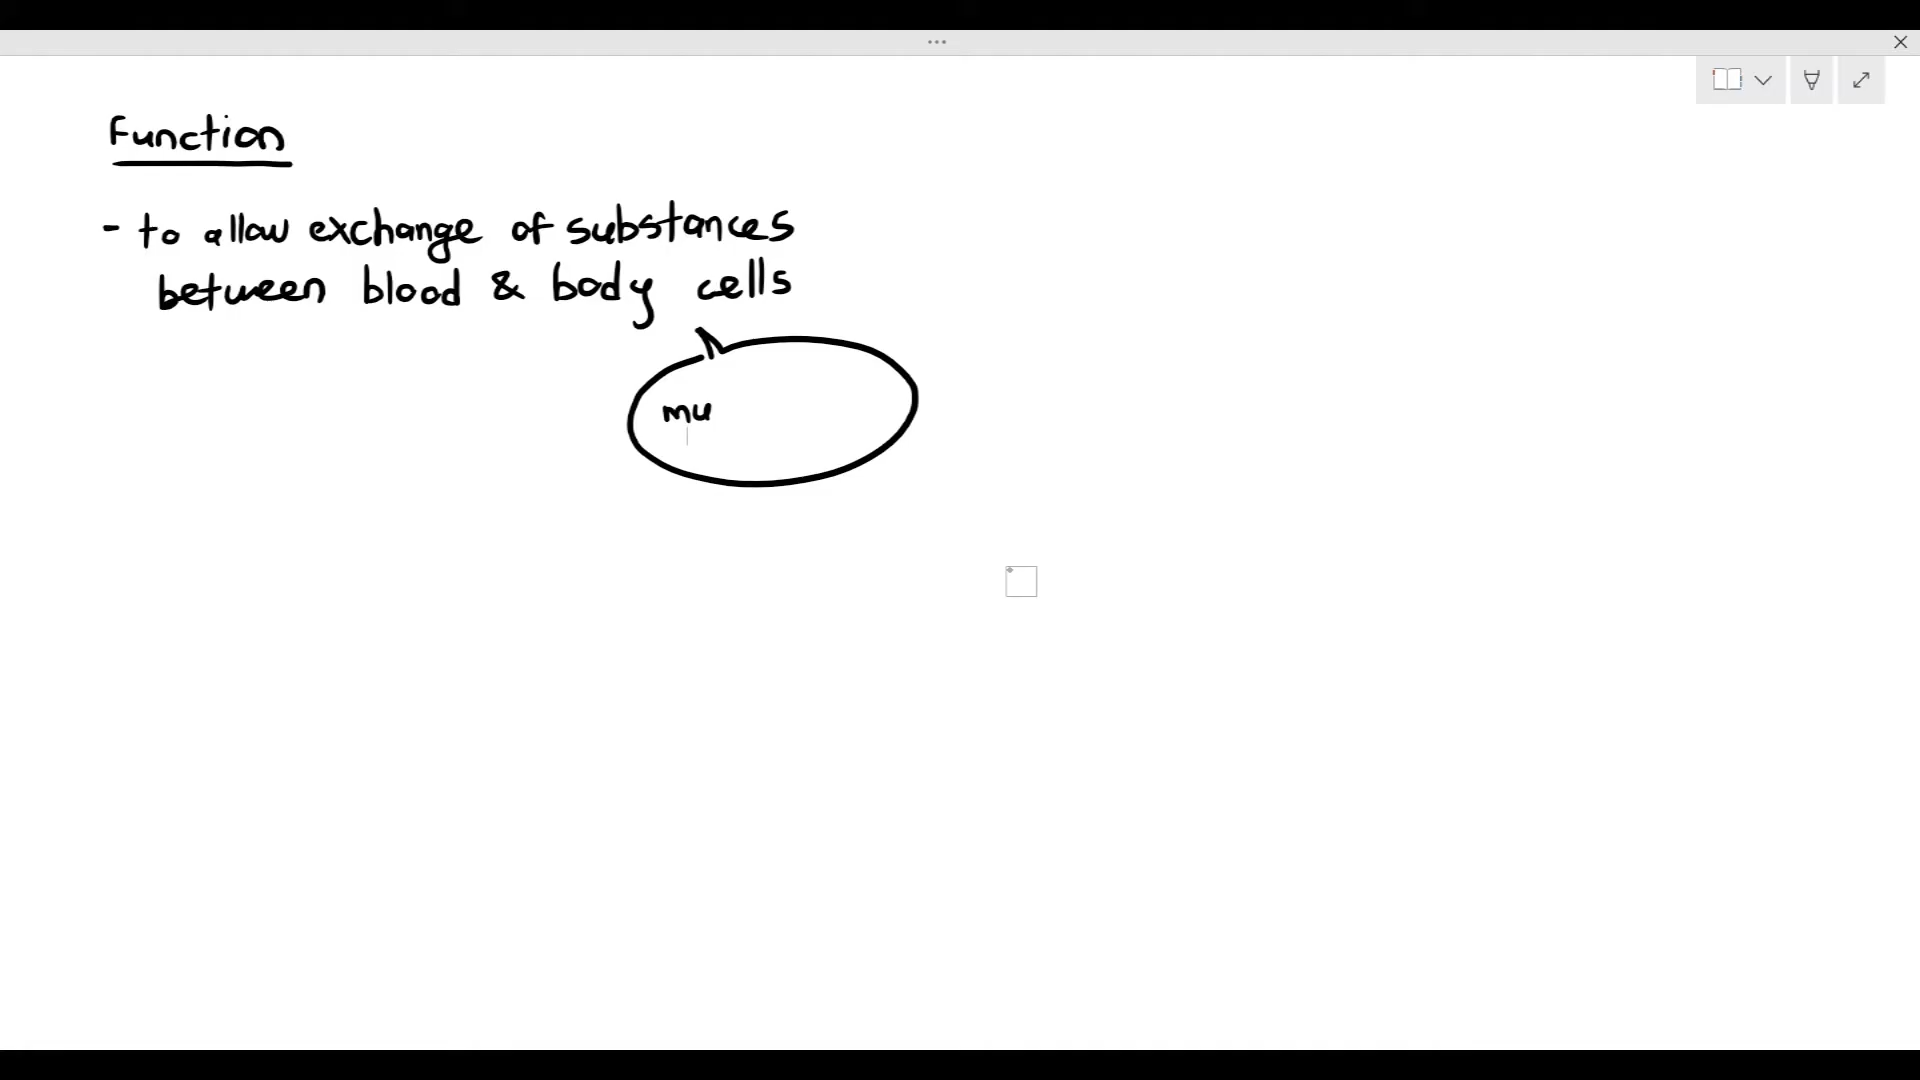 Function
- to allow exchange of substances
between blood & body cells
mu